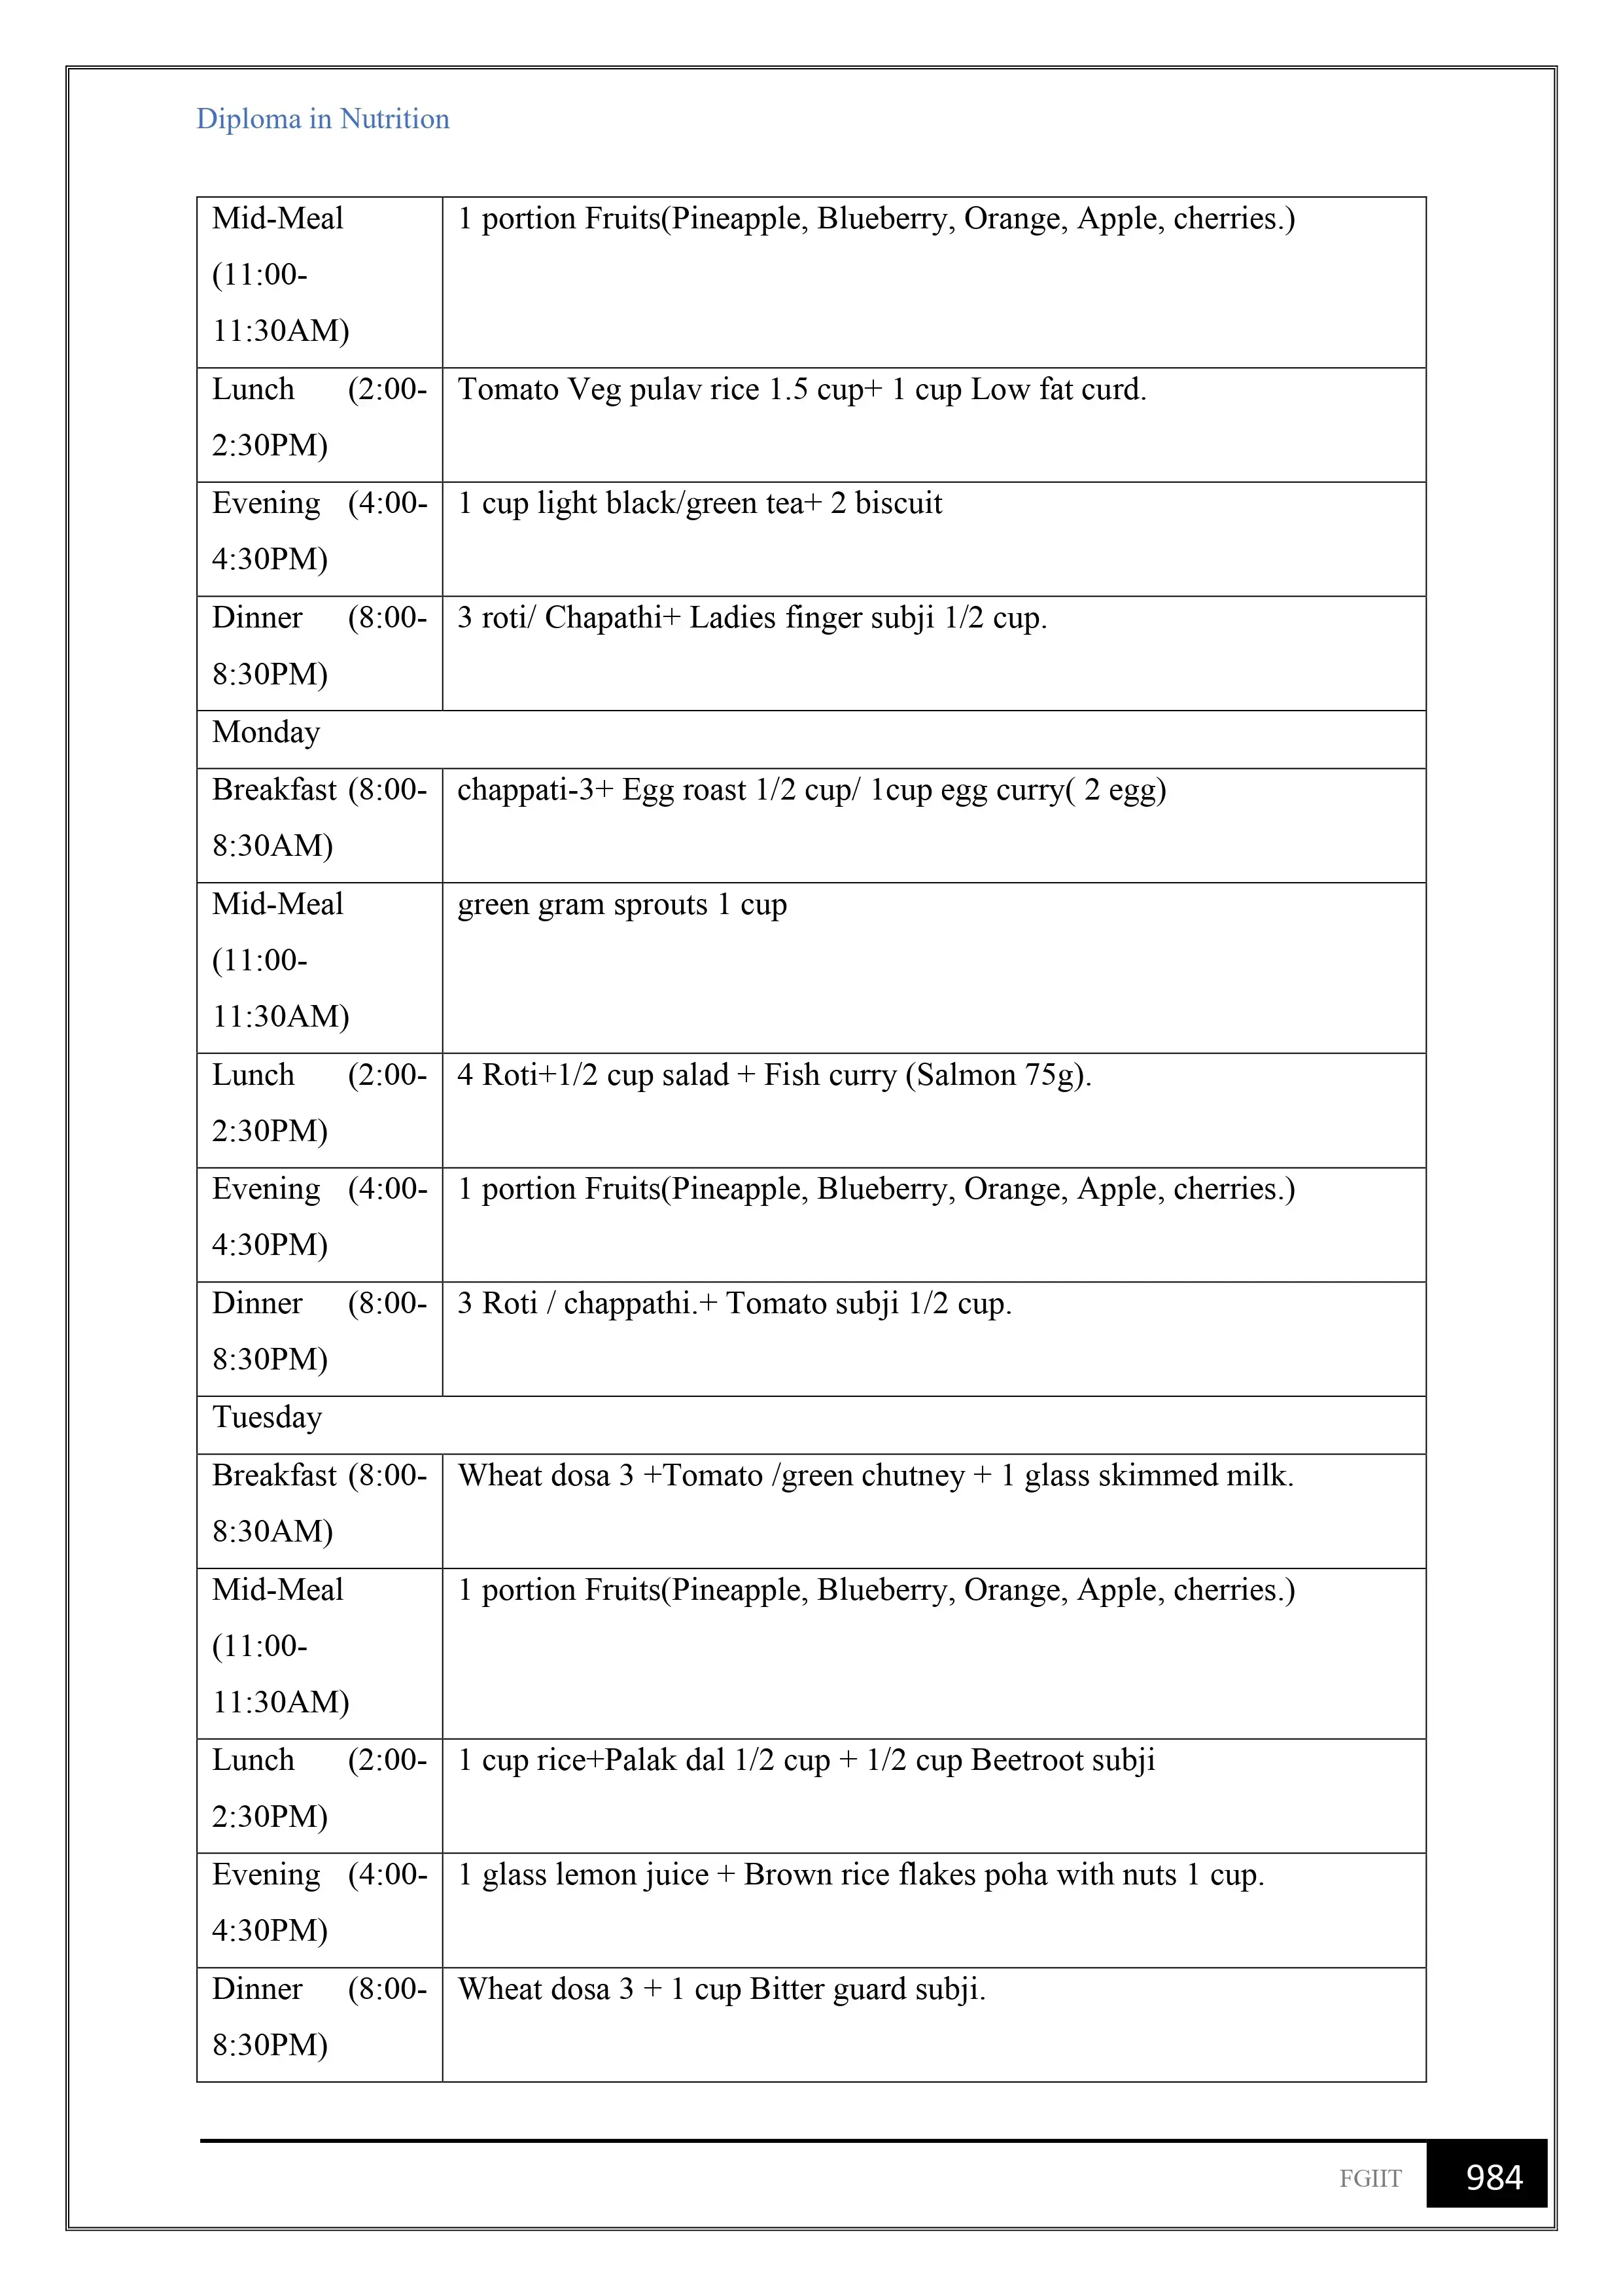 Diploma in Nutrition
Mid-Meal
(11:00-
11:30AM)
1 portion Fruits(Pineapple, Blueberry, Orange, Apple, cherries.)
Lunch (2:00-
2:30PM)
Tomato Veg pulav rice 1.5 cup+ 1 cup Low fat curd.
Evening (4:00-
4:30PM)
1 cup light black/green tea+ 2 biscuit
Dinner (8:00-
8:30PM)
3 roti/ Chapathi+ Ladies finger subji 1/2 cup.
Monday
Breakfast (8:00-
8:30AM)
chappati-3+ Egg roast 1/2 cup/ 1cup egg curry( 2 egg)
Mid-Meal
(11:00-
11:30AM)
green gram sprouts 1 cup
Lunch (2:00-
2:30PM)
4 Roti+1/2 cup salad + Fish curry (Salmon 75g).
Evening (4:00-
4:30PM)
1 portion Fruits(Pineapple, Blueberry, Orange, Apple, cherries.)
Dinner (8:00-
8:30PM)
3 Roti / chappathi.+ Tomato subji 1/2 cup.
Tuesday
Breakfast (8:00-
8:30AM)
Wheat dosa 3 +Tomato /green chutney + 1 glass skimmed milk.
Mid-Meal
(11:00-
11:30AM)
1 portion Fruits(Pineapple, Blueberry, Orange, Apple, cherries.)
Lunch (2:00-
2:30PM)
1 cup rice+Palak dal 1/2 cup + 1/2 cup Beetroot subji
Evening (4:00-
4:30PM)
1 glass lemon juice + Brown rice flakes poha with nuts 1 cup.
Dinner (8:00-
8:30PM)
Wheat dosa 3 + 1 cup Bitter guard subji.
FGIIT 984